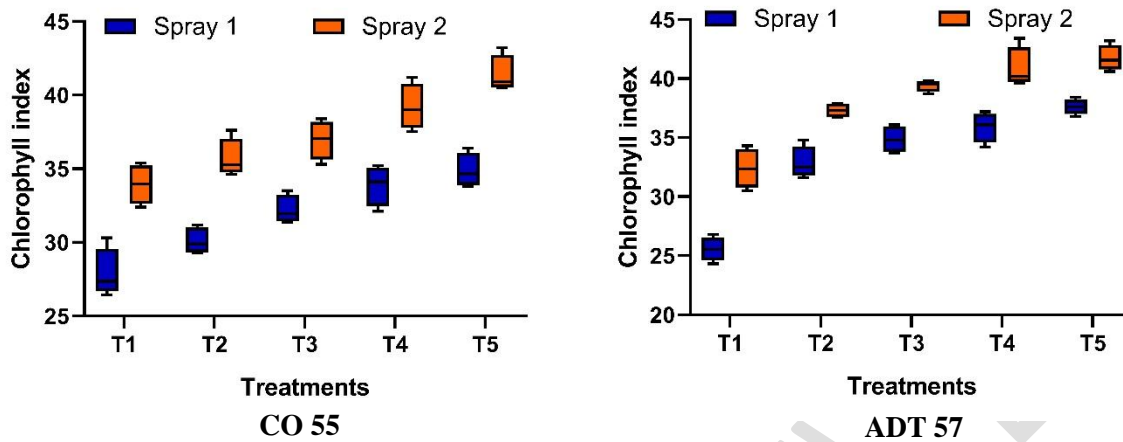 Spray 1 Spray 2
Chlorophyll index
45
40
35
30
25
T1 T2 T3 T4 T5
Treatments
CO 55
Spray 1 Spray 2
Chlorophyll index
45
40
35
30
25
20
T1 T2 T3 T4 T5
Treatments
ADT 57